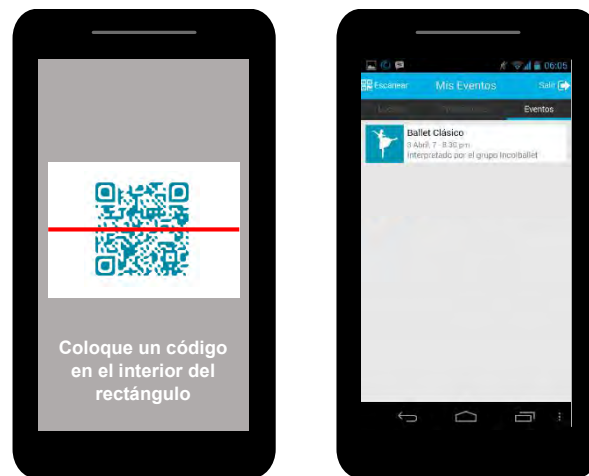 Coloque un código
en el interior del
rectángulo
06:05
Escanear Mis Eventos Salir
Eventos
Ballet Clásico
8 Abril, 7 - 8:30 pm
Interpretado por el grupo Incolballet